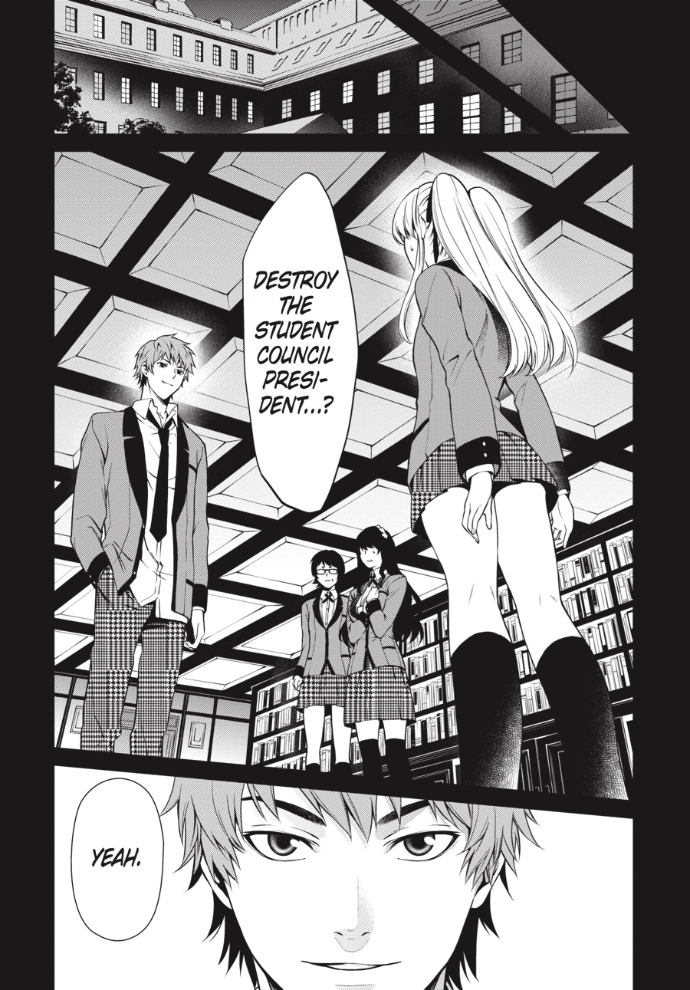 DESTROY
THE
STUDENT
COUNCIL
PRESI-
DENT...?
YEAH.